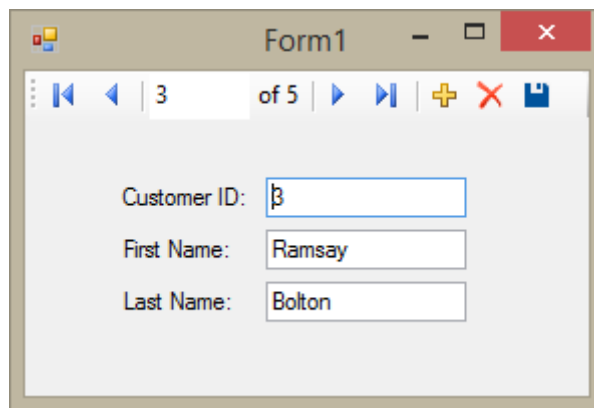 Form1
3 of 5
Customer ID: 3
First Name: Ramsay
Last Name: Bolton